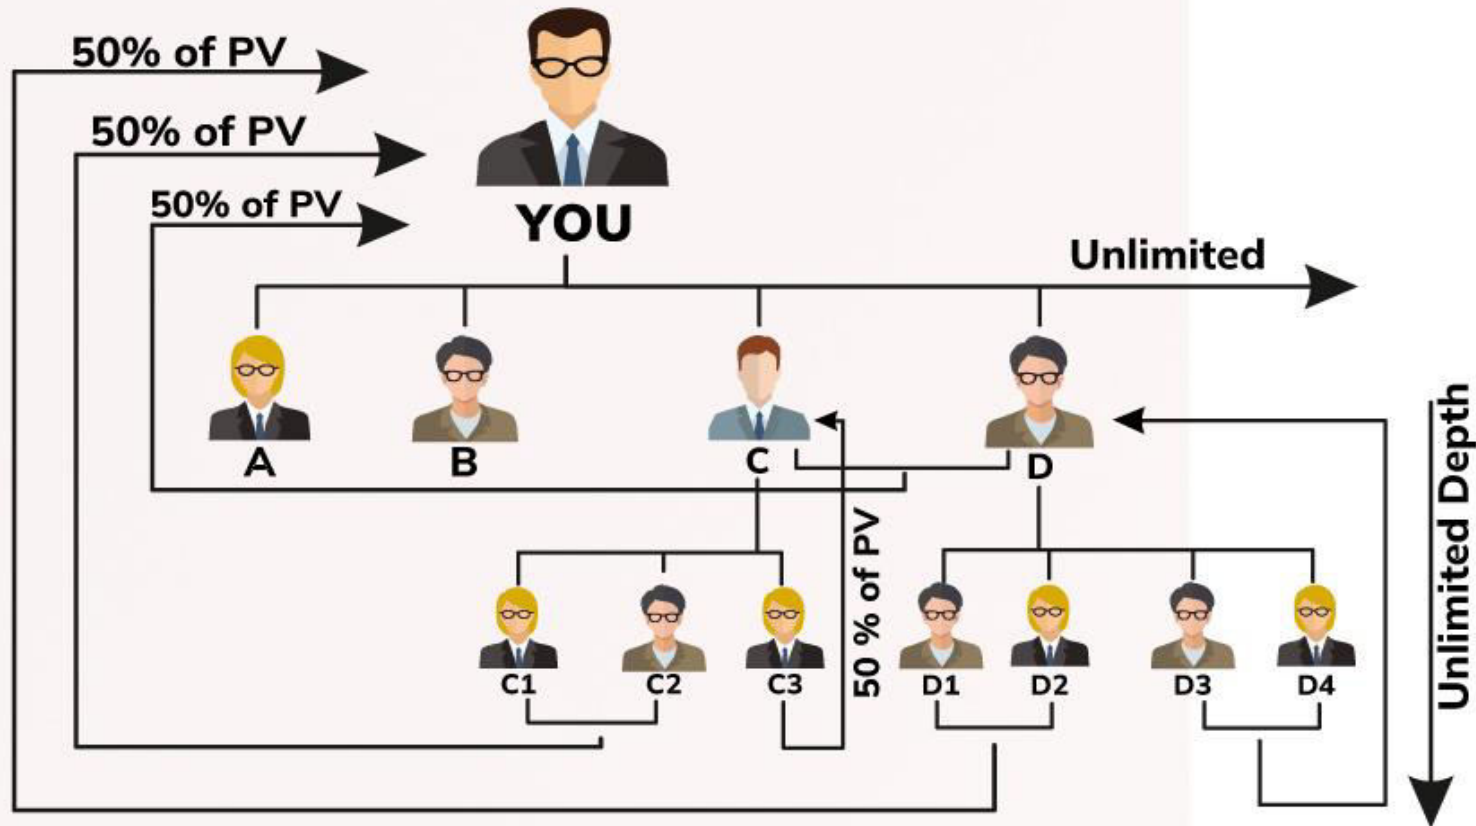 50% of PV
50% of PV
50% of PV
YOU
Unlimited
A
B
C
D
50 % of PV
Unlimited Depth
C1
C2
C3
D1
D2
D3
D4